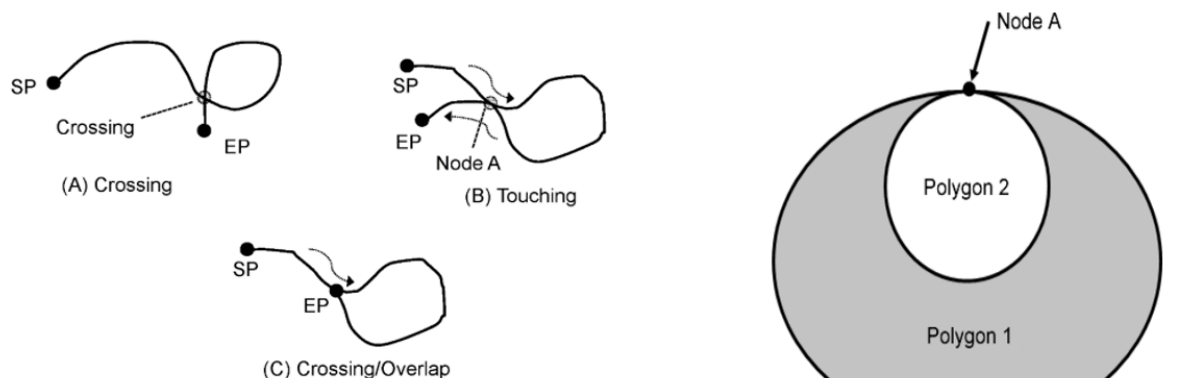 SP
Crossing
EP
(A) Crossing
SP
EP
Node A
(B) Touching
SP
EP
(C) Crossing/Overlap
Node A
Polygon 2
Polygon 1